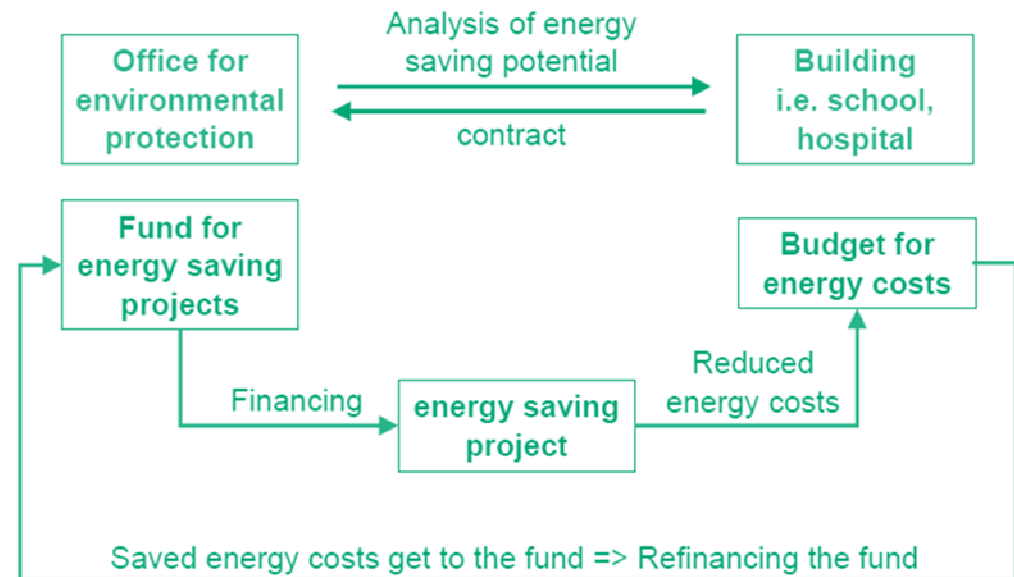 Analysis of energy
saving potential
Office for
environmental
protection
Building
i.e. school,
hospital
contract
Fund for
energy saving
projects
Budget for
energy costs
Financing
energy saving
project
Reduced
energy costs
Saved energy costs get to the fund => Refinancing the fund